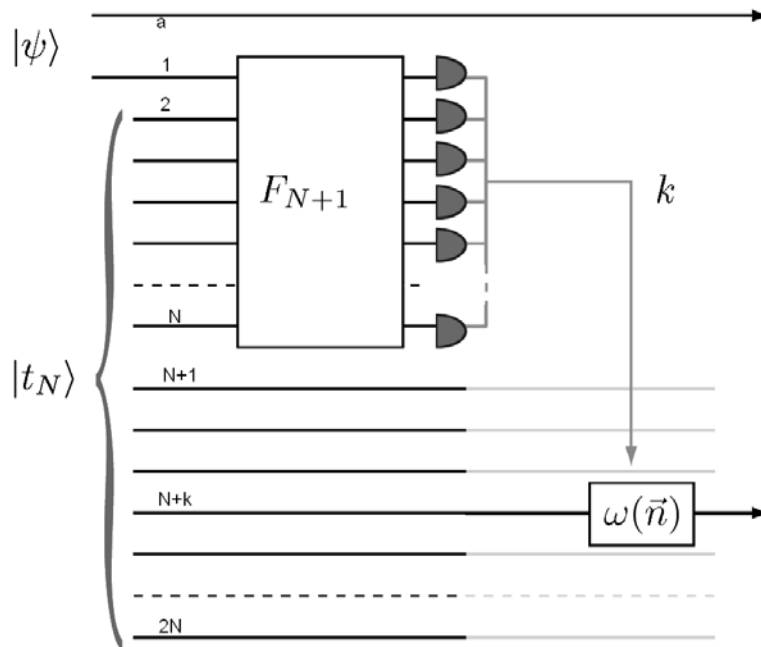 a
|ψ⟩
1
2
F_{N+1}
k
N
|t_N⟩
N+1
N+k
ω(n⃗)
2N